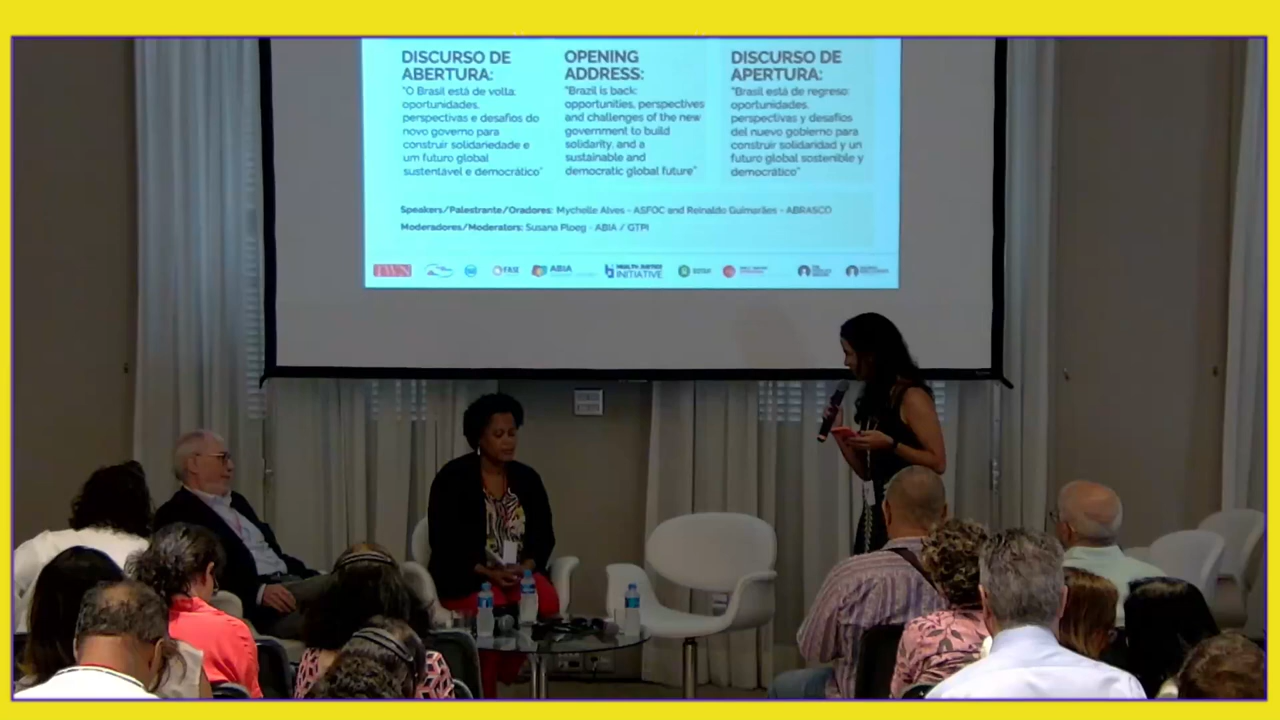 DISCURSO DE
ABERTURA:
"O Brasil está de volta:
oportunidades,
perspectivas e desafios do
novo governo para
construir solidariedade e
um futuro global
sustentável e democrático"
OPENING
ADDRESS:
"Brazil is back:
opportunities, perspectives
and challenges of the new
government to build
solidarity, and a
sustainable and
democratic global future"
DISCURSO DE
APERTURA:
"Brasil está de regreso:
oportunidades,
perspectivas y desafíos
del nuevo gobierno para
construir solidaridad y un
futuro global sostenible y
democrático"
Speakers/Palestrante/Oradores: Mychelle Alves - ASFOC and Reinaldo Guimarães - ABRASCO
Moderadores/Moderators: Susana Ploeg - ABIA / GTPI
TWN
FASE
ABIA
HEALTH JUSTICE
INITIATIVE